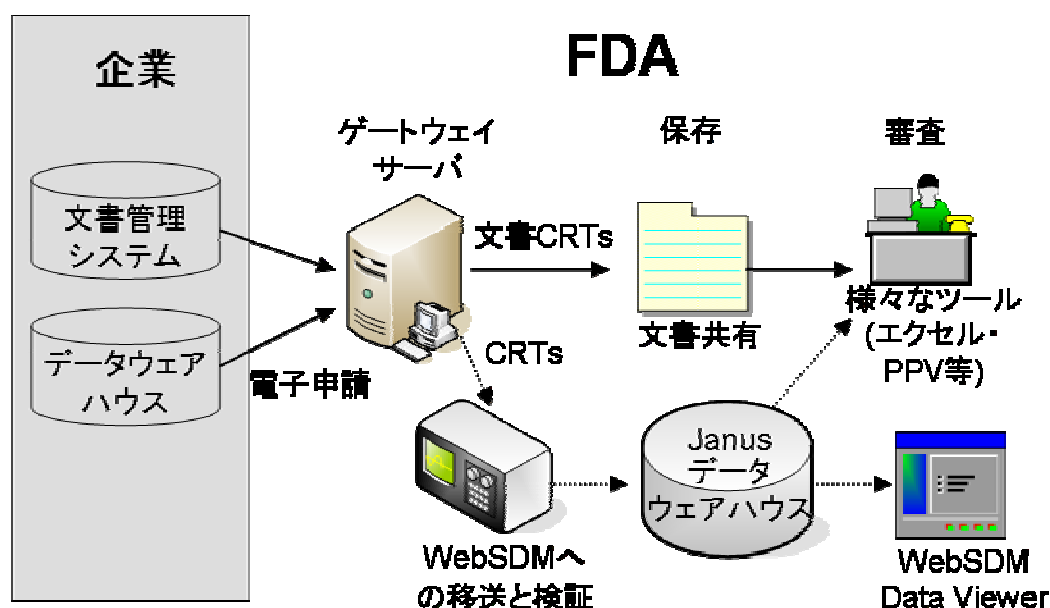 企業
FDA
ゲートウェイ
サーバ
保存
審査
文書管理
システム
文書CRTs
データウェア
ハウス
電子申請
CRTs
文書共有
様々なツール
(エクセル・
PPV等)
Janus
データ
ウェアハウス
WebSDMへ
の移送と検証
WebSDM
Data Viewer